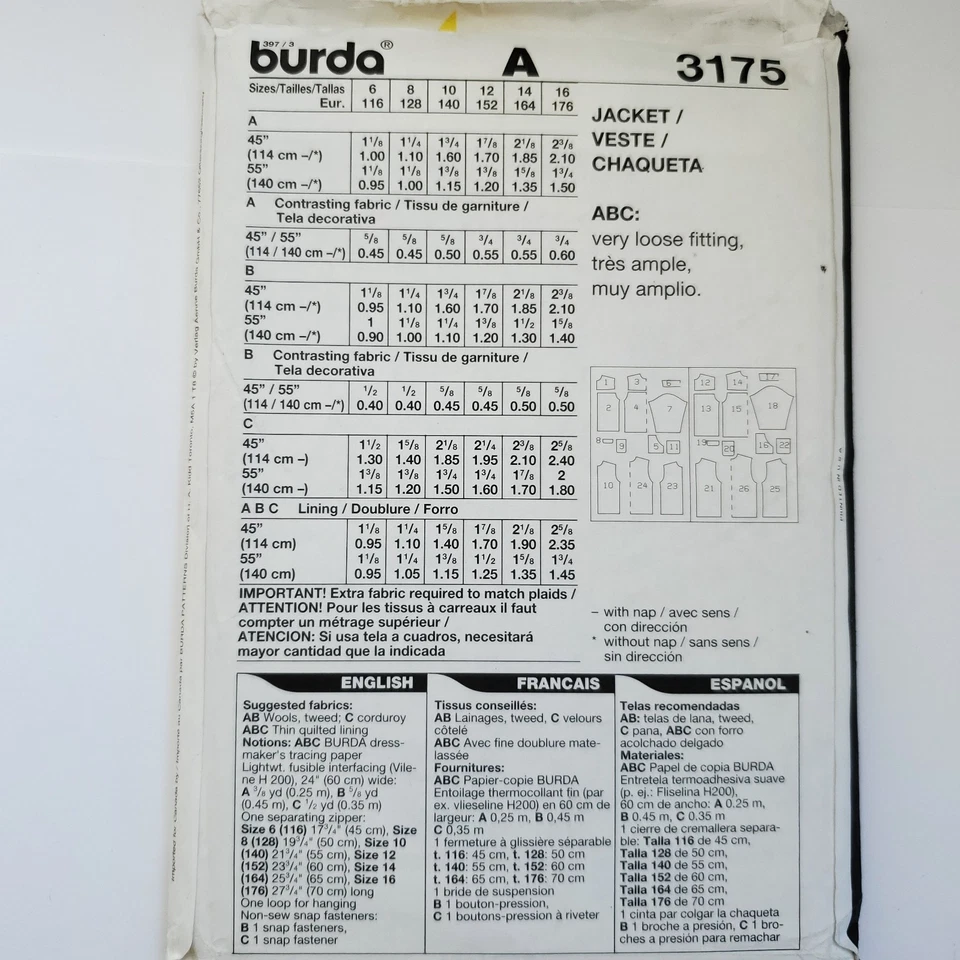 397 / 3
burda® A 3175
Sizes/Tailles/Tallas 6 8 10 12 14 16
Eur. 116 128 140 152 164 176
A
45" 1 1/8 1 1/4 1 3/4 1 7/8 2 1/8 2 3/8
(114 cm –/*) 1.00 1.10 1.60 1.70 1.85 2.10
55" 1 1/8 1 1/8 1 3/8 1 3/8 1 5/8 1 3/4
(140 cm –/*) 0.95 1.00 1.15 1.20 1.35 1.50
A Contrasting fabric / Tissu de garniture /
Tela decorativa
45" / 55" 5/8 5/8 5/8 3/4 3/4 3/4
(114 / 140 cm –/*) 0.45 0.45 0.50 0.55 0.55 0.60
B
45" 1 1/8 1 1/4 1 3/4 1 7/8 2 1/8 2 3/8
(114 cm –/*) 0.95 1.10 1.60 1.70 1.85 2.10
55" 1 1 1/8 1 1/4 1 3/8 1 1/2 1 5/8
(140 cm –/*) 0.90 1.00 1.10 1.20 1.30 1.40
B Contrasting fabric / Tissu de garniture /
Tela decorativa
45" / 55" 1/2 1/2 5/8 5/8 5/8 5/8
(114 / 140 cm –/*) 0.40 0.40 0.45 0.45 0.50 0.50
C
45" 1 1/2 1 5/8 2 1/8 2 1/4 2 3/8 2 5/8
(114 cm –) 1.30 1.40 1.85 1.95 2.10 2.40
55" 1 3/8 1 3/8 1 3/4 1 3/4 1 7/8 2
(140 cm –) 1.15 1.20 1.50 1.60 1.70 1.80
A B C Lining / Doublure / Forro
45" 1 1/8 1 1/4 1 5/8 1 7/8 2 1/8 2 5/8
(114 cm) 0.95 1.10 1.40 1.70 1.90 2.35
55" 1 1/8 1 1/4 1 3/8 1 1/2 1 5/8 1 3/4
(140 cm) 0.95 1.05 1.15 1.25 1.35 1.45
IMPORTANT! Extra fabric required to match plaids /
ATTENTION! Pour les tissus à carreaux il faut
compter un métrage supérieur /
ATENCION: Si usa tela a cuadros, necesitará
mayor cantidad que la indicada
JACKET /
VESTE /
CHAQUETA
ABC:
very loose fitting,
très ample,
muy amplio.
1 3 6 12 14 17
2 4 7 13 15 18
8 9 5 11 19 20 16 22
10 24 23 21 26 25
– with nap / avec sens /
con dirección
* without nap / sans sens /
sin dirección
ENGLISH
Suggested fabrics:
AB Wools, tweed; C corduroy
ABC Thin quilted lining
Notions: ABC BURDA dress-
maker's tracing paper
Lightwt. fusible interfacing (Vile-
ne H 200), 24" (60 cm) wide:
A 3/8 yd (0.25 m), B 5/8 yd
(0.45 m), C 1/2 yd (0.35 m)
One separating zipper:
Size 6 (116) 17 3/4" (45 cm), Size
8 (128) 19 3/4" (50 cm), Size 10
(140) 21 3/4" (55 cm), Size 12
(152) 23 3/4" (60 cm), Size 14
(164) 25 3/4" (65 cm), Size 16
(176) 27 3/4" (70 cm) long
One loop for hanging
Non-sew snap fasteners:
B 1 snap fasteners,
C 1 snap fastener
FRANCAIS
Tissus conseillés:
AB Lainages, tweed, C velours
côtelé
ABC Avec fine doublure mate-
lassée
Fournitures:
ABC Papier-copie BURDA
Entoilage thermocollant fin (par
ex. vlieseline H200) en 60 cm de
largeur: A 0,25 m, B 0,45 m
C 0,35 m
1 fermeture à glissière séparable
t. 116: 45 cm, t. 128: 50 cm
t. 140: 55 cm, t. 152: 60 cm
t. 164: 65 cm, t. 176: 70 cm
1 bride de suspension
B 1 bouton-pression,
C 1 boutons-pression à riveter
ESPANOL
Telas recomendadas
AB: telas de lana, tweed,
C pana, ABC con forro
acolchado delgado
Materiales:
ABC Papel de copia BURDA
Entretela termoadhesiva suave
(p. ej.: Fliselina H200),
60 cm de ancho: A 0.25 m,
B 0.45 m, C 0.35 m
1 cierre de cremallera separa-
ble: Talla 116 de 45 cm,
Talla 128 de 50 cm,
Talla 140 de 55 cm
Talla 152 de 60 cm,
Talla 164 de 65 cm,
Talla 176 de 70 cm
1 cinta par colgar la chaqueta
B 1 broche a presión, C 1 bro-
ches a presión para remachar
PRINTED IN U.S.A.